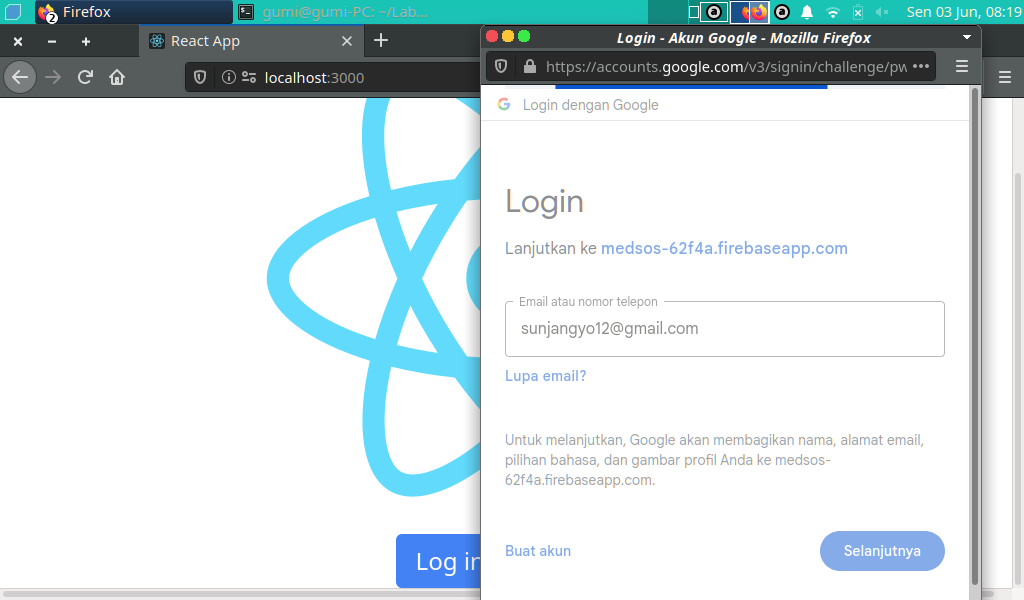 Firefox
2
gumi@gumi-PC: ~/Lab...
Sen 03 Jun, 08:19
React App
localhost:3000
Login - Akun Google - Mozilla Firefox
https://accounts.google.com/v3/signin/challenge/pw
Login dengan Google
Login
Lanjutkan ke medsos-62f4a.firebaseapp.com
Email atau nomor telepon
sunjangyo12@gmail.com
Lupa email?
Untuk melanjutkan, Google akan membagikan nama, alamat email,
pilihan bahasa, dan gambar profil Anda ke medsos-
62f4a.firebaseapp.com.
Buat akun
Selanjutnya
Log in